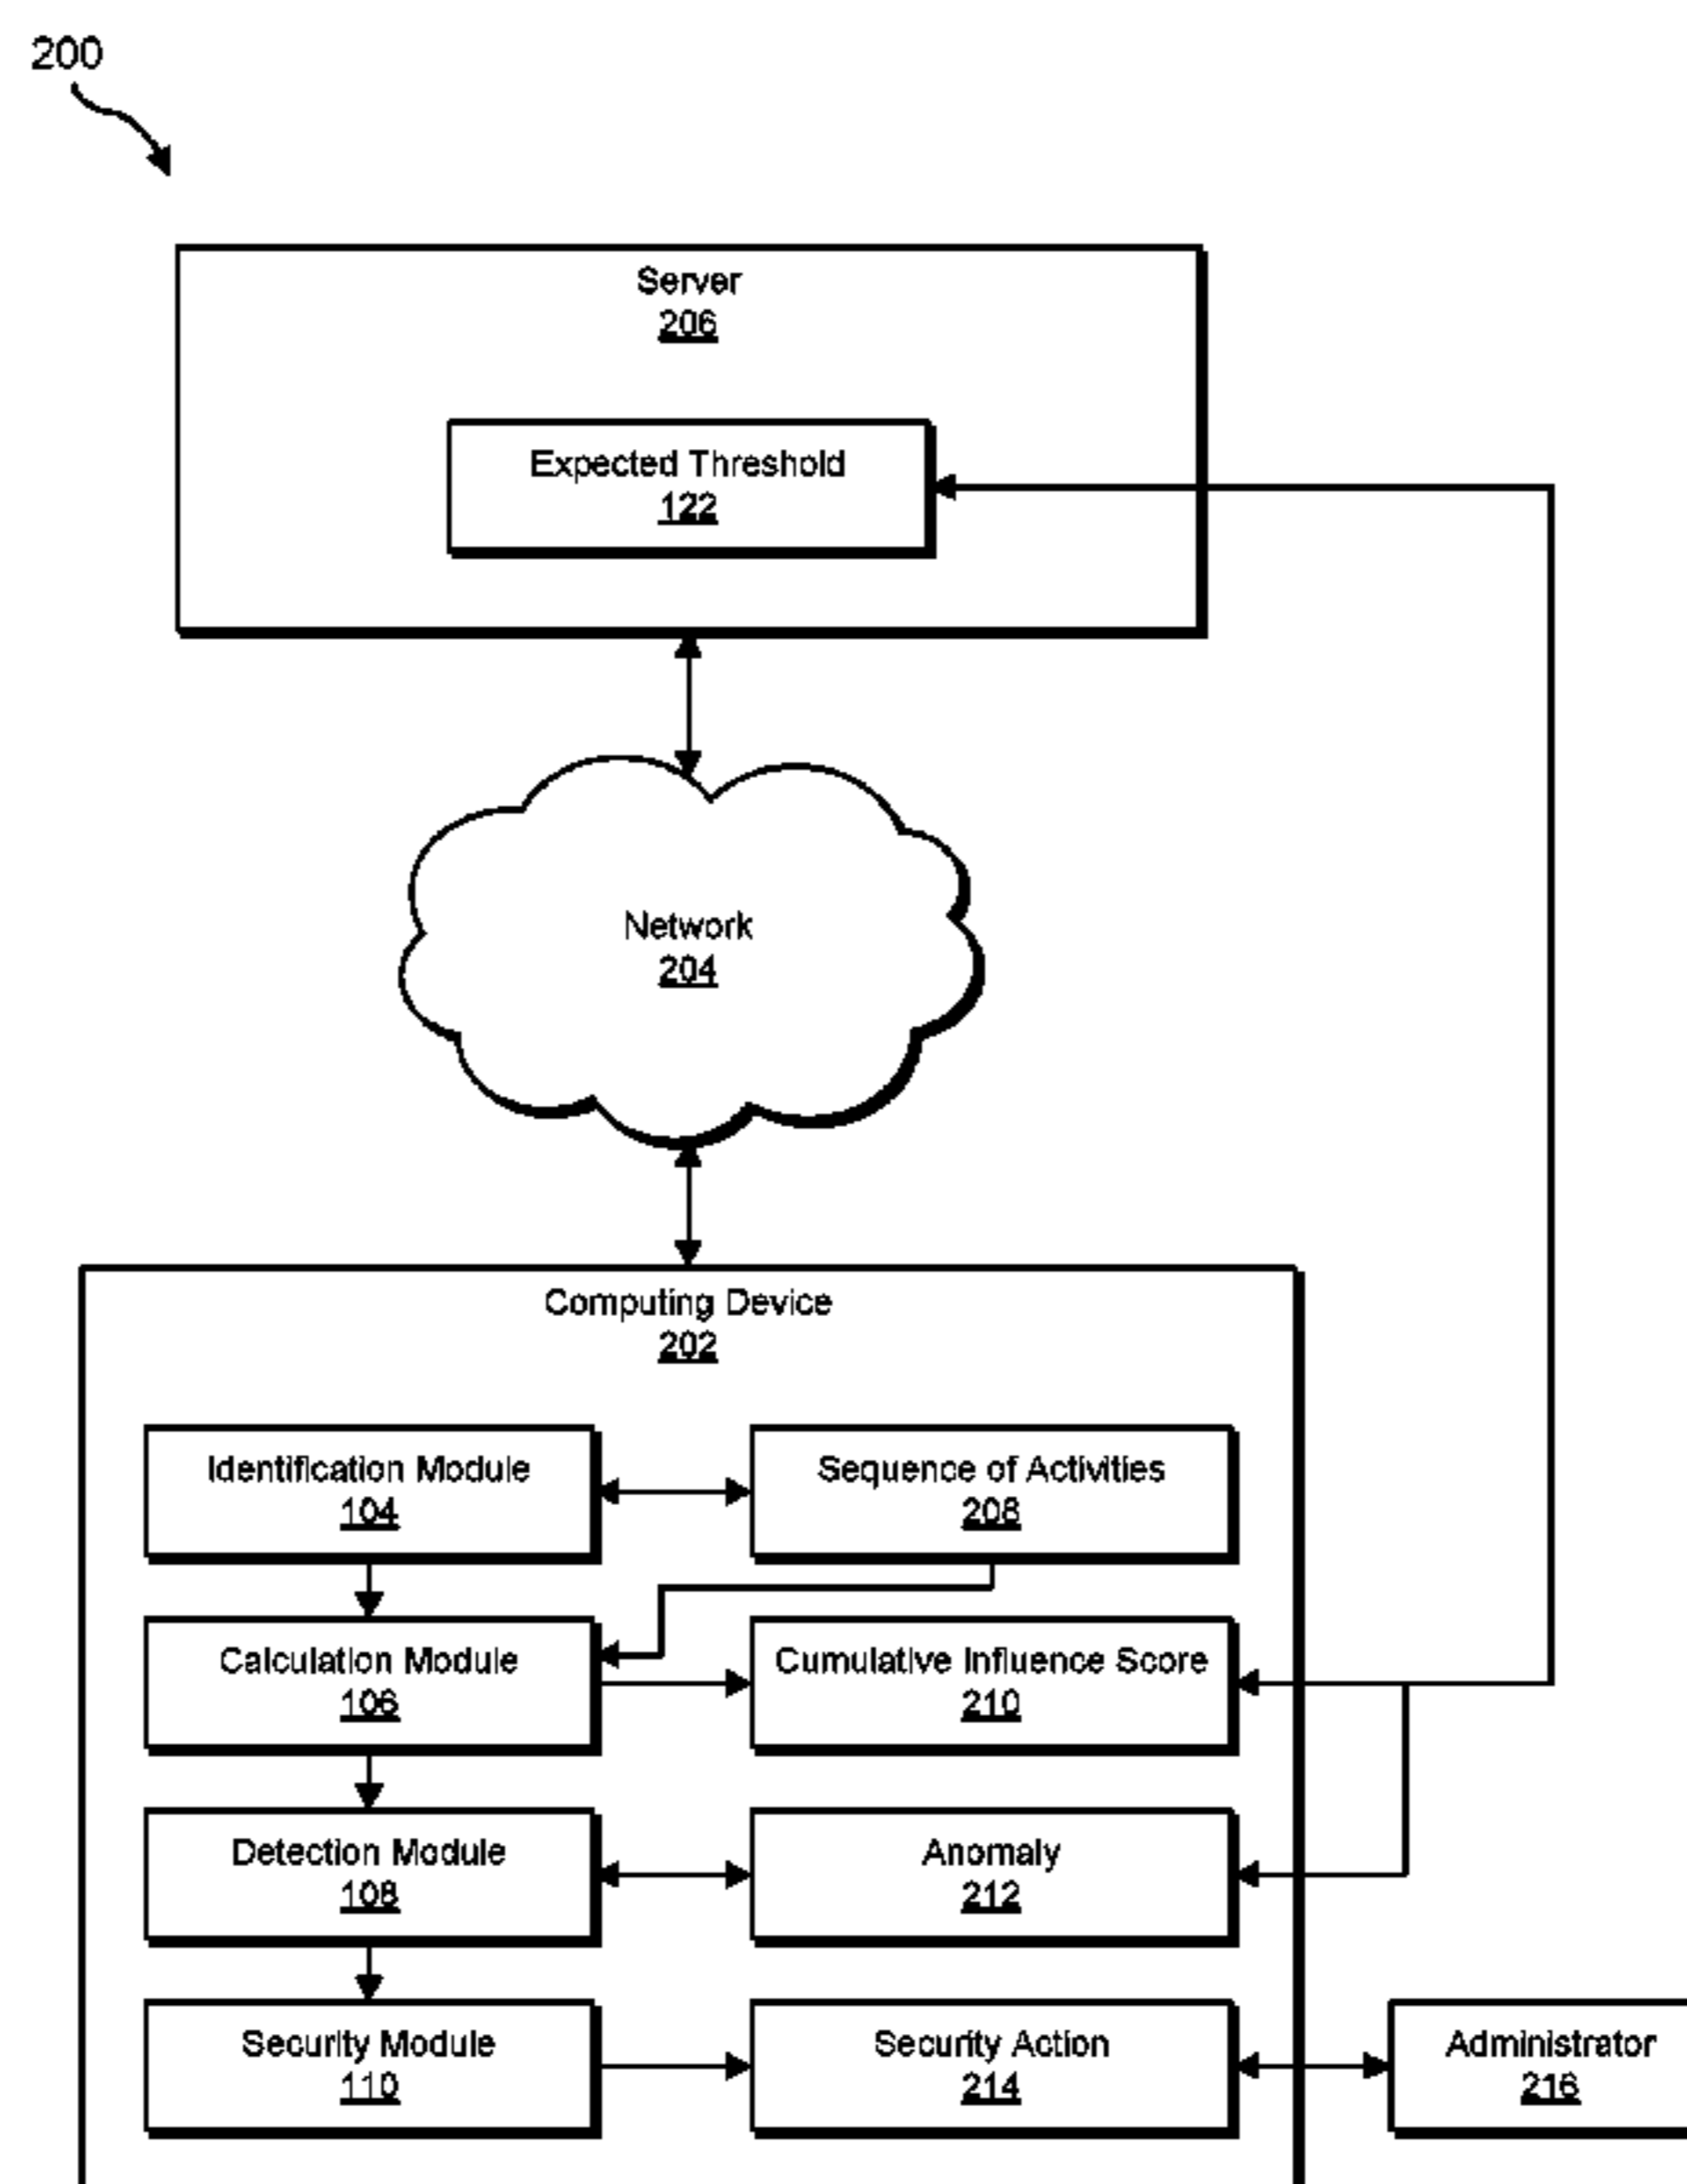 200
Server
206
Expected Threshold
122
Network
204
Computing Device
202
Identification Module
104
Sequence of Activities
208
Calculation Module
106
Cumulative Influence Score
210
Detection Module
108
Anomaly
212
Security Module
110
Security Action
214
Administrator
216